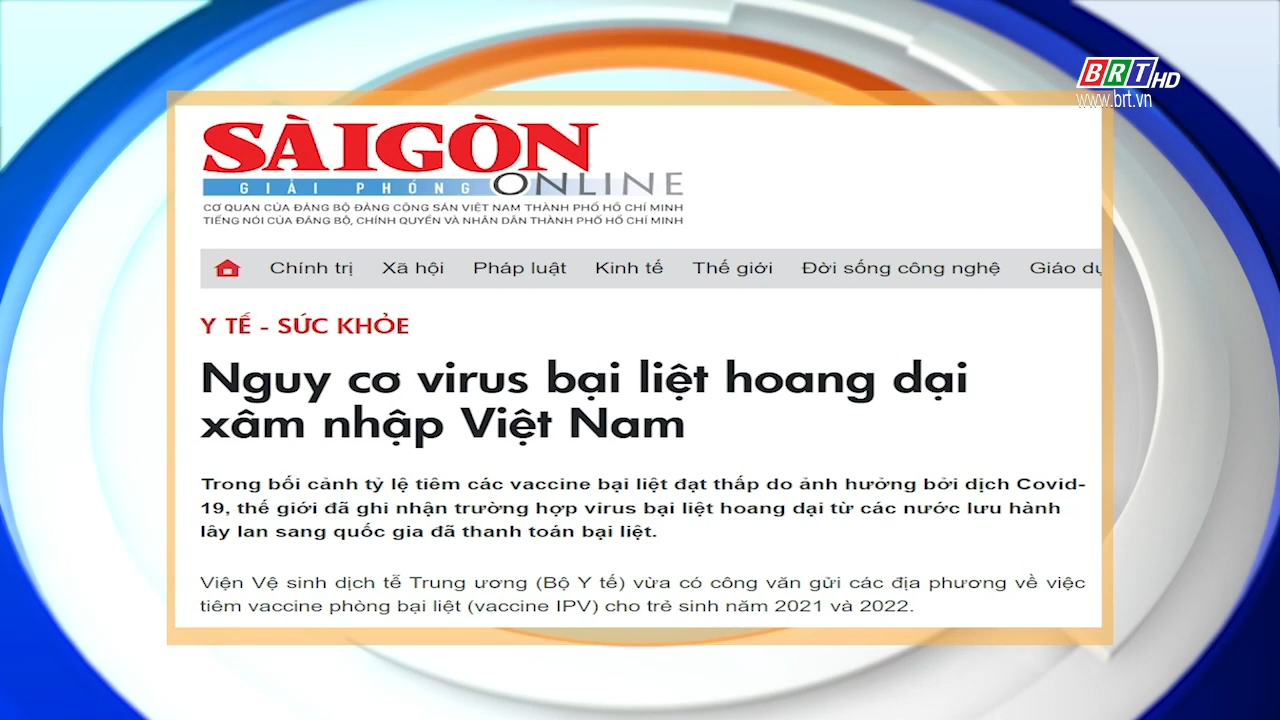 BRT HD
www.brt.vn
SÀIGÒN
GIẢI PHÓNG ONLINE
CƠ QUAN CỦA ĐẢNG BỘ ĐẢNG CỘNG SẢN VIỆT NAM THÀNH PHỐ HỒ CHÍ MINH
TIẾNG NÓI CỦA ĐẢNG BỘ, CHÍNH QUYỀN VÀ NHÂN DÂN THÀNH PHỐ HỒ CHÍ MINH
Chính trị Xã hội Pháp luật Kinh tế Thế giới Đời sống công nghệ Giáo dụ
Y TẾ - SỨC KHỎE
Nguy cơ virus bại liệt hoang dại
xâm nhập Việt Nam
Trong bối cảnh tỷ lệ tiêm các vaccine bại liệt đạt thấp do ảnh hưởng bởi dịch Covid-
19, thế giới đã ghi nhận trường hợp virus bại liệt hoang dại từ các nước lưu hành
lây lan sang quốc gia đã thanh toán bại liệt.
Viện Vệ sinh dịch tễ Trung ương (Bộ Y tế) vừa có công văn gửi các địa phương về việc
tiêm vaccine phòng bại liệt (vaccine IPV) cho trẻ sinh năm 2021 và 2022.